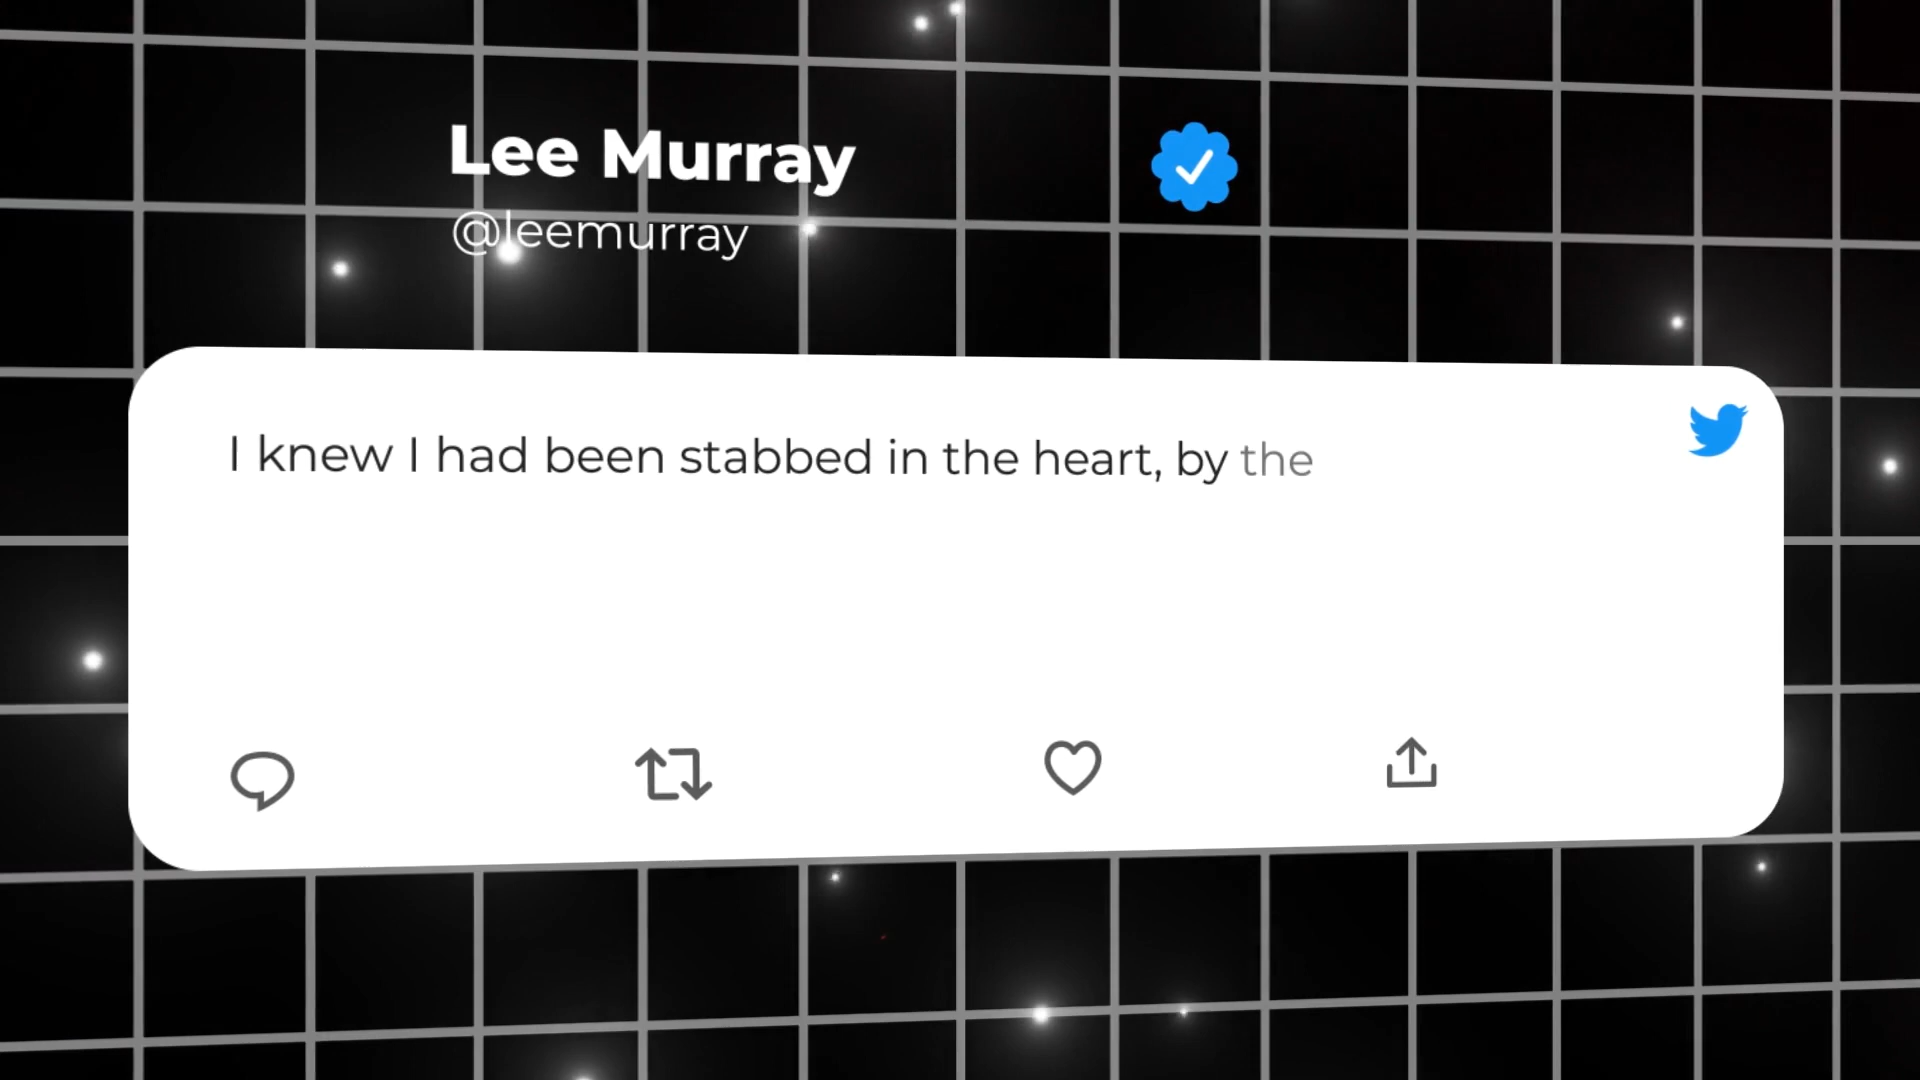 Lee Murray
@leemurray
I knew I had been stabbed in the heart, by the